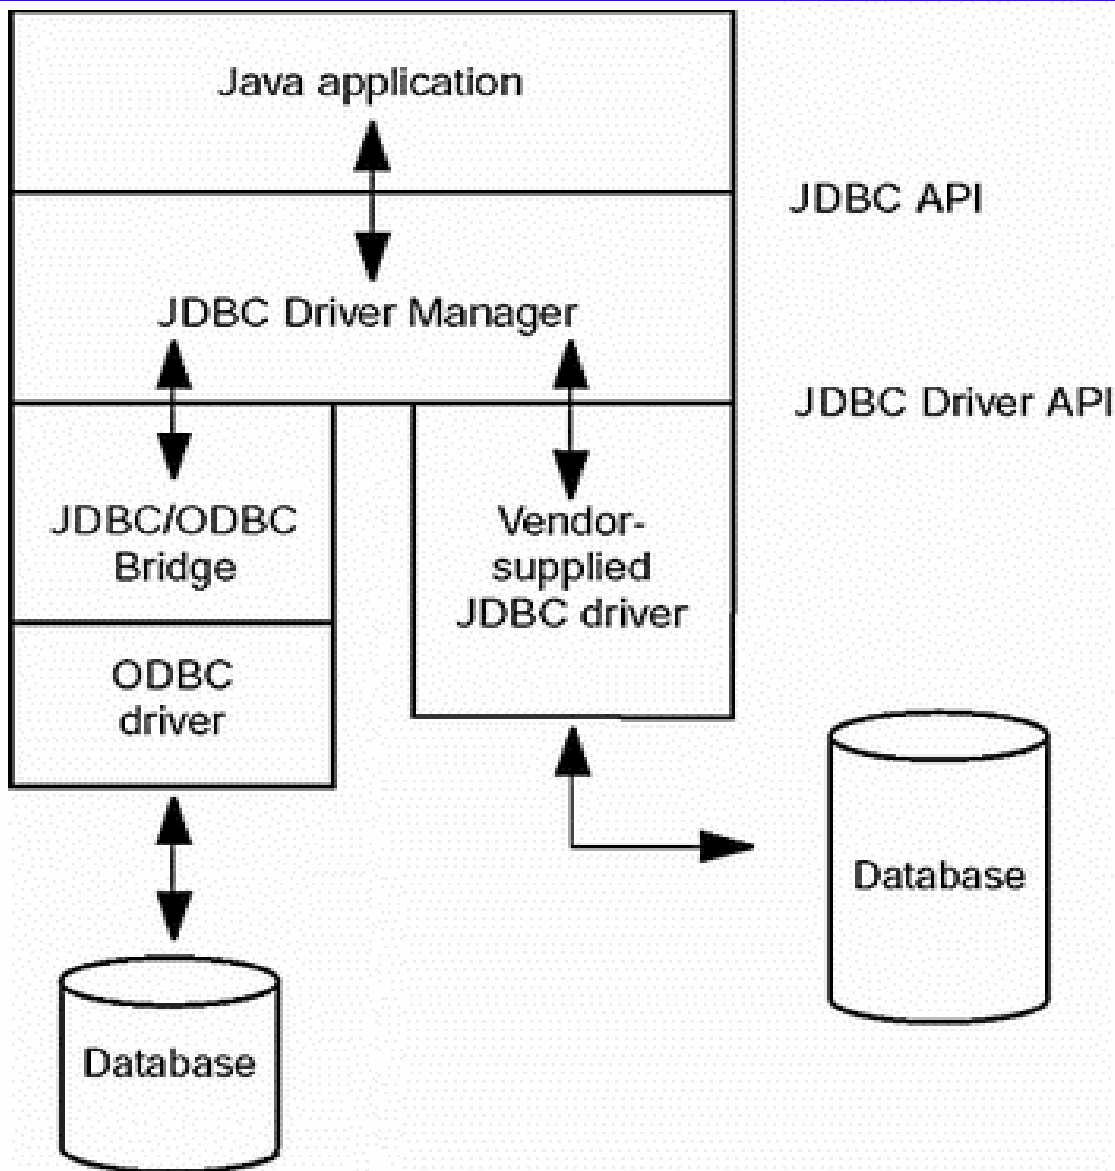 Java application
JDBC API
JDBC Driver Manager
JDBC Driver API
JDBC/ODBC
Bridge
Vendor-
supplied
JDBC driver
ODBC
driver
Database
Database